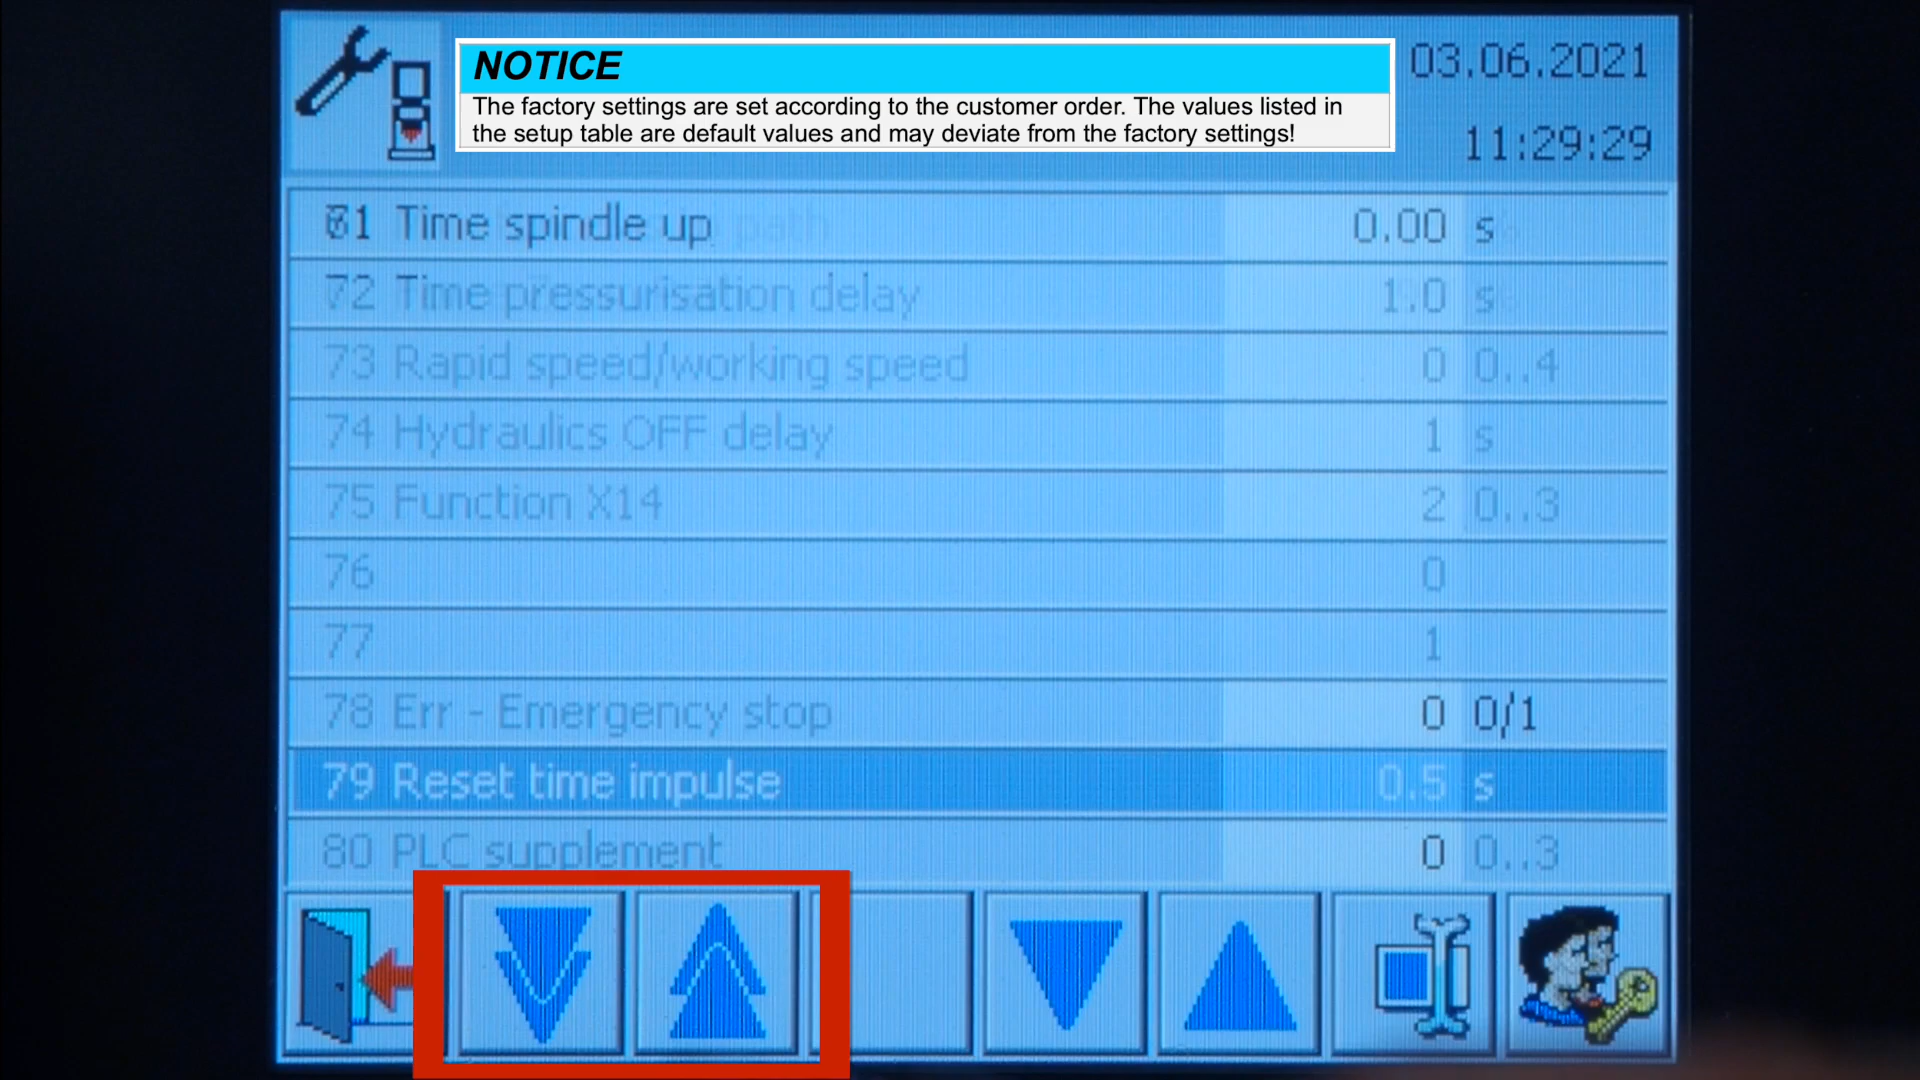 NOTICE
The factory settings are set according to the customer order. The values listed in
the setup table are default values and may deviate from the factory settings!
03.06.2021
11:29:29
Time spindle up 0.00 s
72 Time pressurisation delay 1.0 s
73 Rapid speed/working speed 0 0..4
74 Hydraulics OFF delay 1 s
75 Function X14 2 0..3
76 0
77 1
78 Err - Emergency stop 0 0/1
79 Reset time impulse 0.5 s
80 PLC supplement 0 0..3